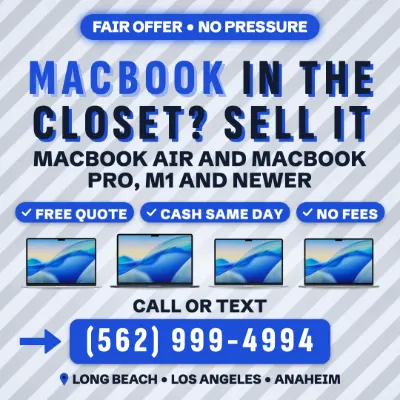 FAIR OFFER • NO PRESSURE
MACBOOK IN THE
CLOSET? SELL IT
MACBOOK AIR AND MACBOOK
PRO, M1 AND NEWER
✓ FREE QUOTE ✓ CASH SAME DAY ✓ NO FEES
CALL OR TEXT
(562) 999-4994
LONG BEACH • LOS ANGELES • ANAHEIM